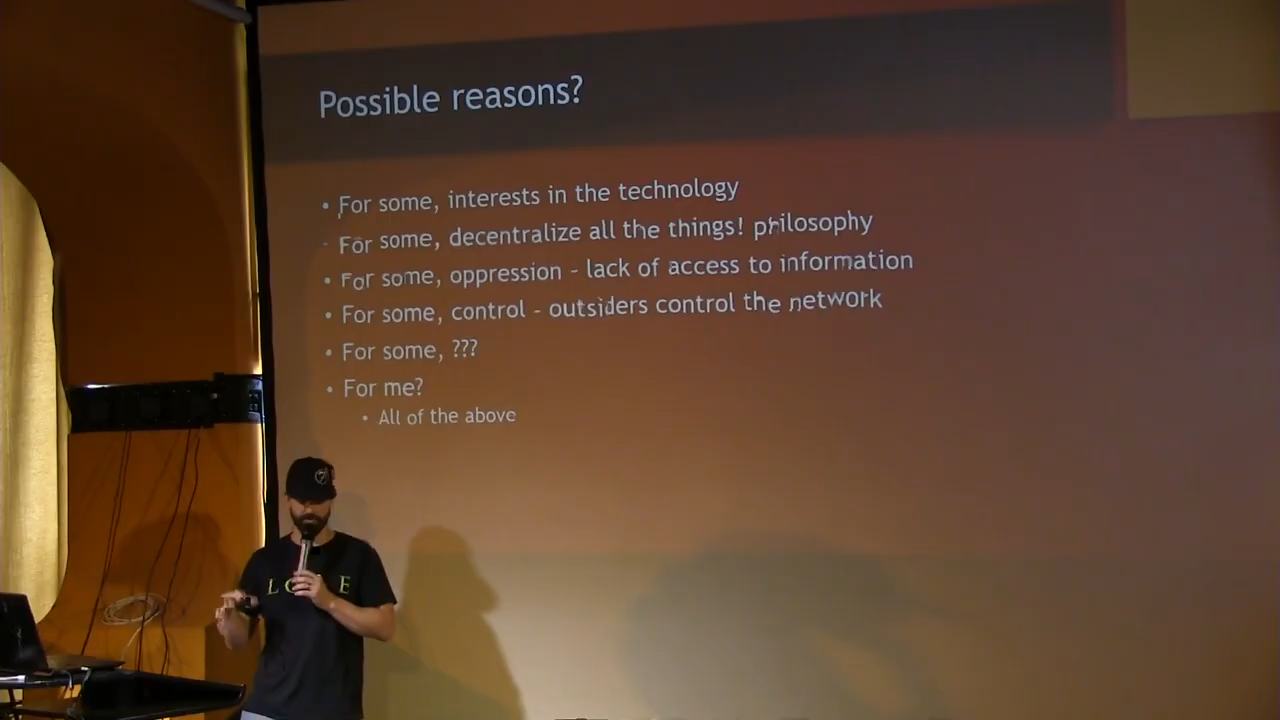 Possible reasons?
• For some, interests in the technology
• For some, decentralize all the things! philosophy
• For some, oppression - lack of access to information
• For some, control - outsiders control the network
• For some, ???
• For me?
• All of the above